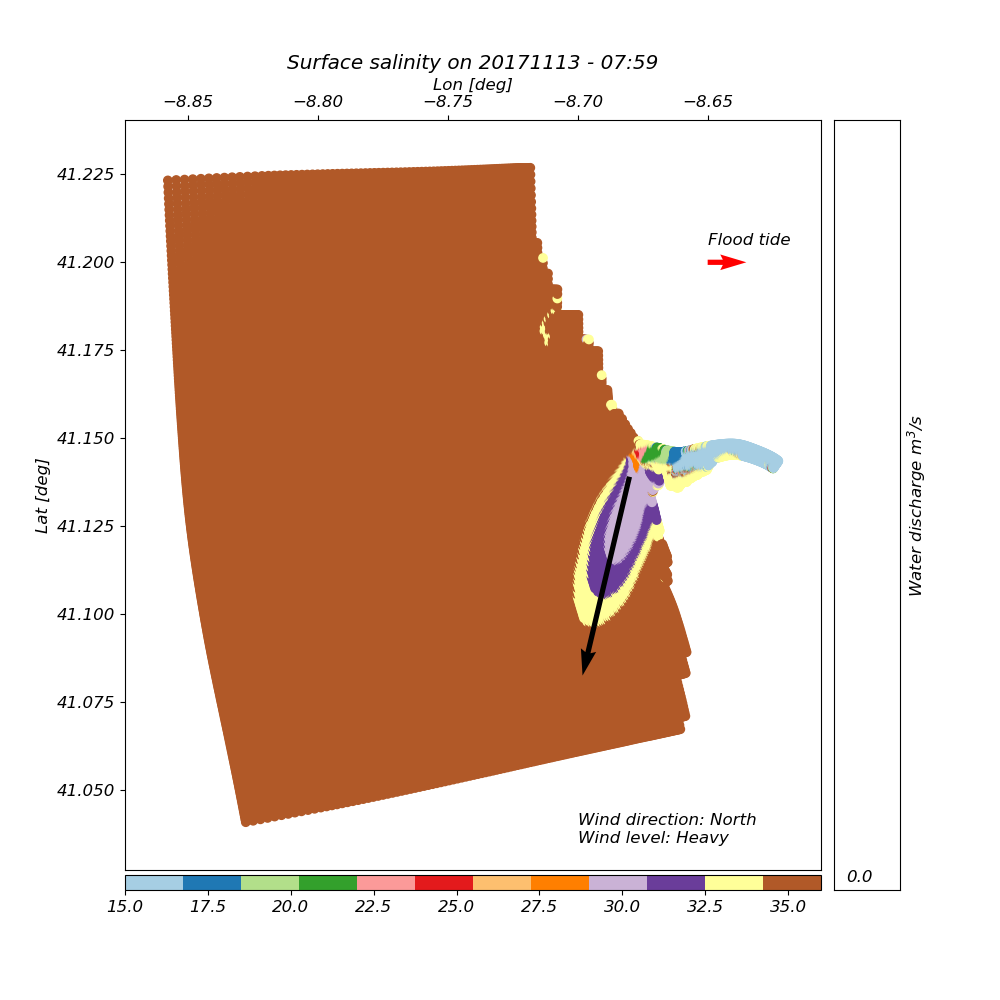 Surface salinity on 20171113 - 07:59
Lon [deg]
−8.85 −8.80 −8.75 −8.70 −8.65
41.225
41.200
41.175
41.150
41.125
41.100
41.075
41.050
Lat [deg]
Flood tide
Wind direction: North
Wind level: Heavy
Water discharge m³/s
0.0
15.0 17.5 20.0 22.5 25.0 27.5 30.0 32.5 35.0